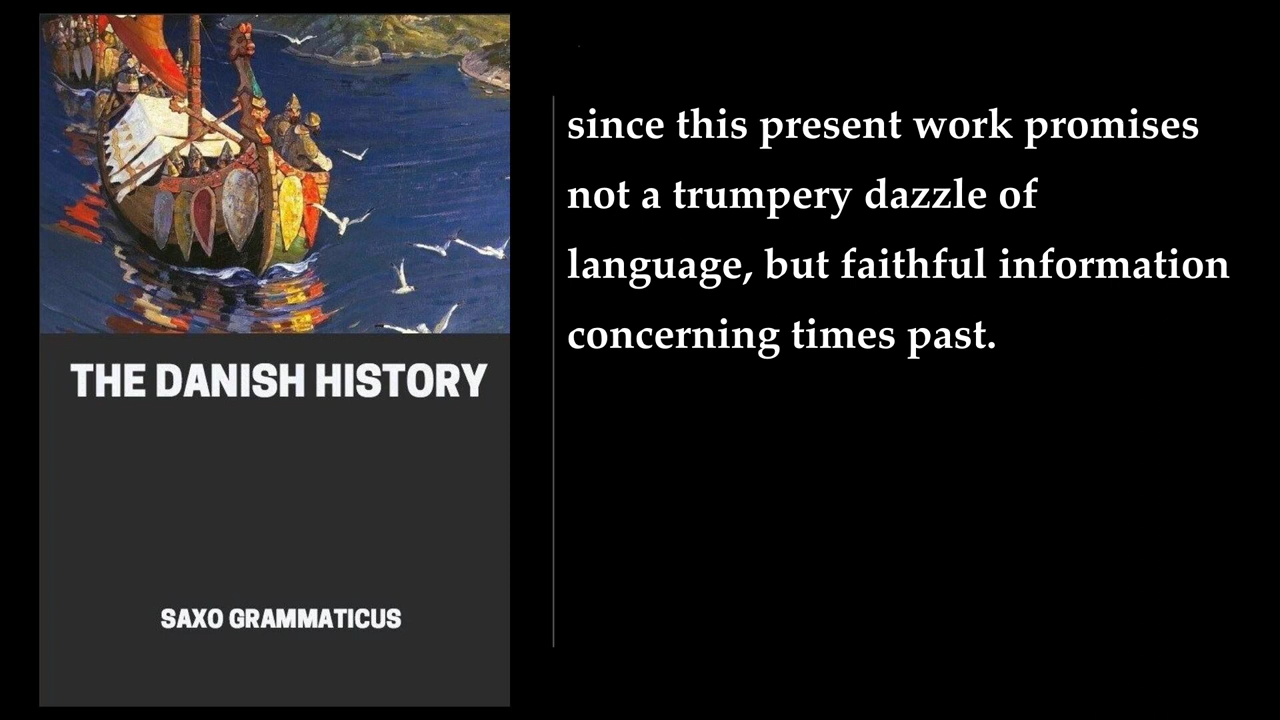 THE DANISH HISTORY
SAXO GRAMMATICUS
since this present work promises
not a trumpery dazzle of
language, but faithful information
concerning times past.